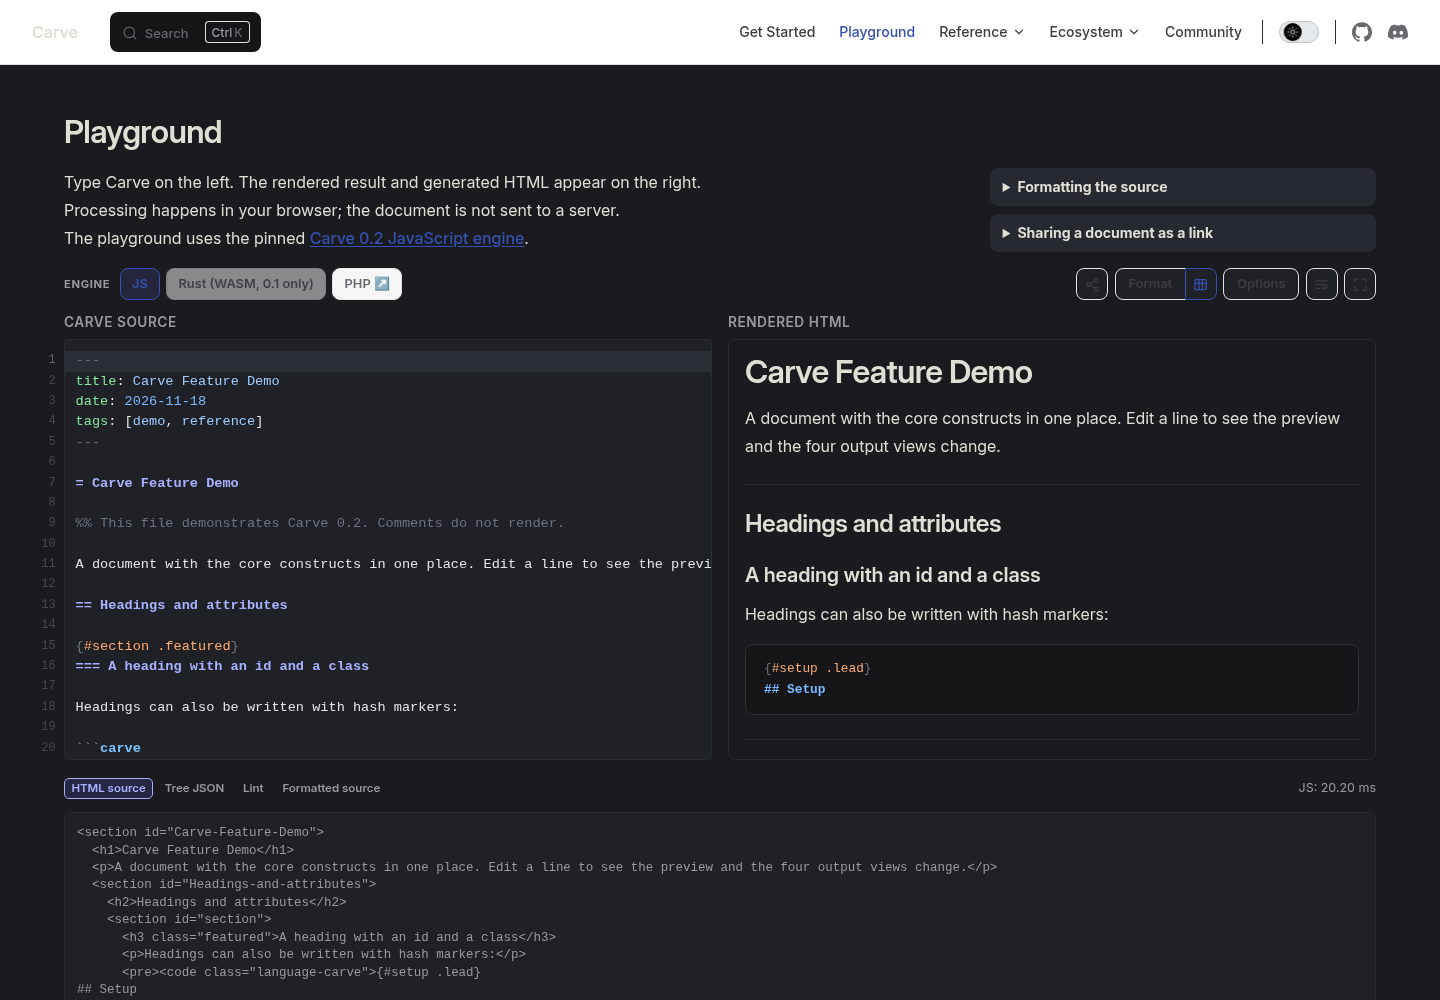 Carve
Search Ctrl K
Get Started Playground Reference Ecosystem Community
Playground
Type Carve on the left. The rendered result and generated HTML appear on the right.
Processing happens in your browser; the document is not sent to a server.
The playground uses the pinned Carve 0.2 JavaScript engine.
Formatting the source
Sharing a document as a link
ENGINE JS Rust (WASM, 0.1 only) PHP ↗️
Format Options
CARVE SOURCE
1 ---
2 title: Carve Feature Demo
3 date: 2026-11-18
4 tags: [demo, reference]
5 ---
6
7 = Carve Feature Demo
8
9 %% This file demonstrates Carve 0.2. Comments do not render.
10
11 A document with the core constructs in one place. Edit a line to see the previ
12
13 == Headings and attributes
14
15 {#section .featured}
16 === A heading with an id and a class
17
18 Headings can also be written with hash markers:
19
20 ```carve
RENDERED HTML
Carve Feature Demo
A document with the core constructs in one place. Edit a line to see the preview
and the four output views change.
Headings and attributes
A heading with an id and a class
Headings can also be written with hash markers:
{#setup .lead}
## Setup
HTML source Tree JSON Lint Formatted source
JS: 20.20 ms
<section id="Carve-Feature-Demo">
  <h1>Carve Feature Demo</h1>
  <p>A document with the core constructs in one place. Edit a line to see the preview and the four output views change.</p>
  <section id="Headings-and-attributes">
    <h2>Headings and attributes</h2>
    <section id="section">
      <h3 class="featured">A heading with an id and a class</h3>
      <p>Headings can also be written with hash markers:</p>
      <pre><code class="language-carve">{#setup .lead}
## Setup